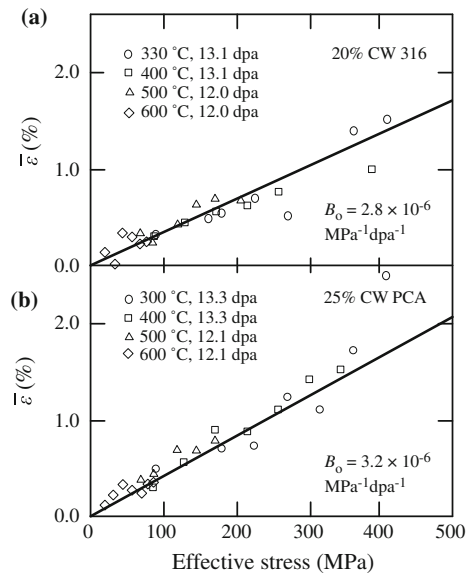 (a)
330 °C, 13.1 dpa
400 °C, 13.1 dpa
500 °C, 12.0 dpa
600 °C, 12.0 dpa
20% CW 316
2.0
1.0
0.0
ε̅ (%)
Bₒ = 2.8 × 10⁻⁶
MPa⁻¹dpa⁻¹
(b)
300 °C, 13.3 dpa
400 °C, 13.3 dpa
500 °C, 12.1 dpa
600 °C, 12.1 dpa
25% CW PCA
2.0
1.0
0.0
ε̅ (%)
Bₒ = 3.2 × 10⁻⁶
MPa⁻¹dpa⁻¹
0 100 200 300 400 500
Effective stress (MPa)